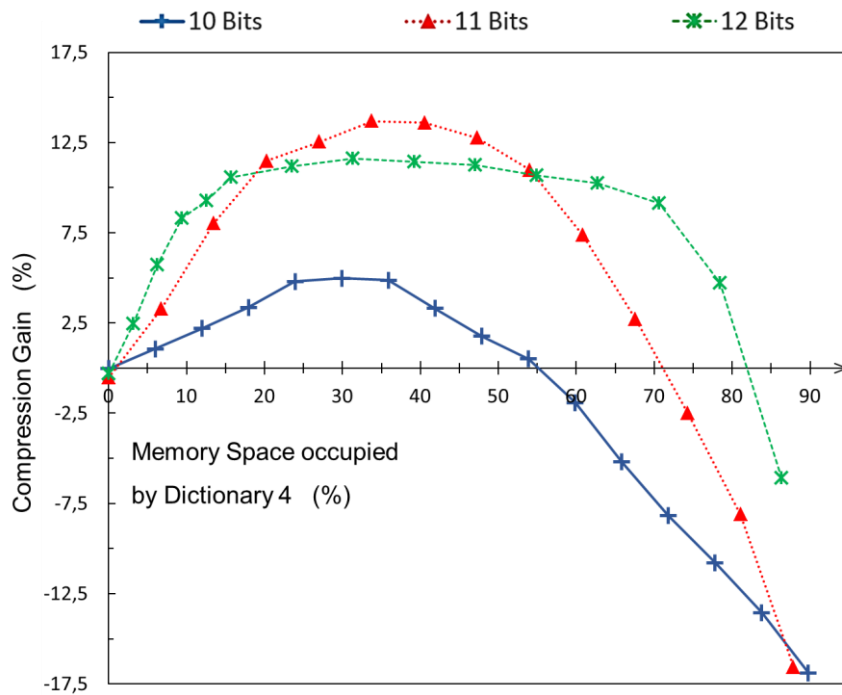 10 Bits 11 Bits 12 Bits
17,5
12,5
7,5
2,5
0 10 20 30 40 50 60 70 80 90
-2,5
-7,5
-12,5
-17,5
Compression Gain (%)
Memory Space occupied
by Dictionary 4 (%)